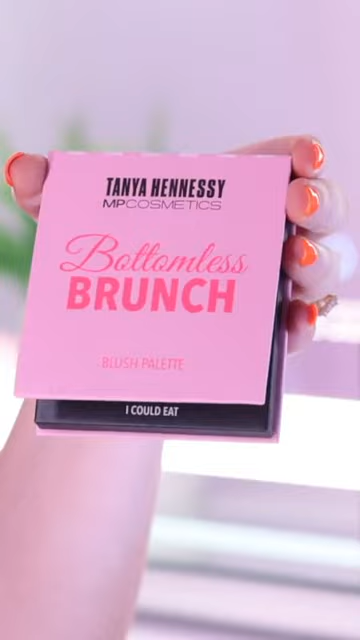 TANYA HENNESSY
MPCOSMETICS
Bottomless
BRUNCH
BLUSH PALETTE
I COULD EAT